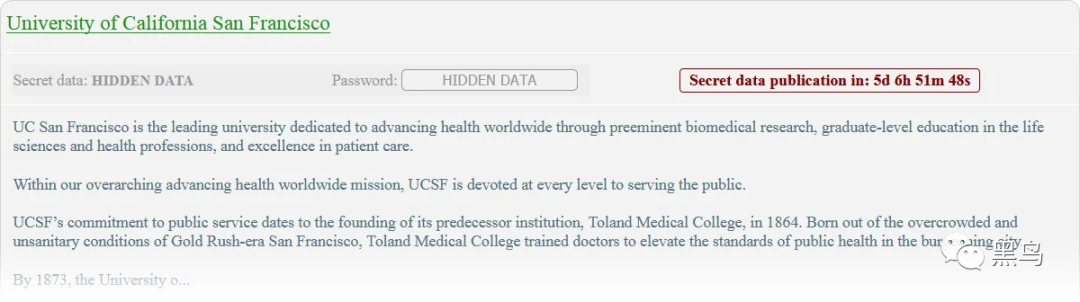 University of California San Francisco
Secret data: HIDDEN DATA Password: HIDDEN DATA Secret data publication in: 5d 6h 51m 48s
UC San Francisco is the leading university dedicated to advancing health worldwide through preeminent biomedical research, graduate-level education in the life
sciences and health professions, and excellence in patient care.
Within our overarching advancing health worldwide mission, UCSF is devoted at every level to serving the public.
UCSF’s commitment to public service dates to the founding of its predecessor institution, Toland Medical College, in 1864. Born out of the overcrowded and
unsanitary conditions of Gold Rush-era San Francisco, Toland Medical College trained doctors to elevate the standards of public health in the city.
By 1873, the University o...
黑鸟